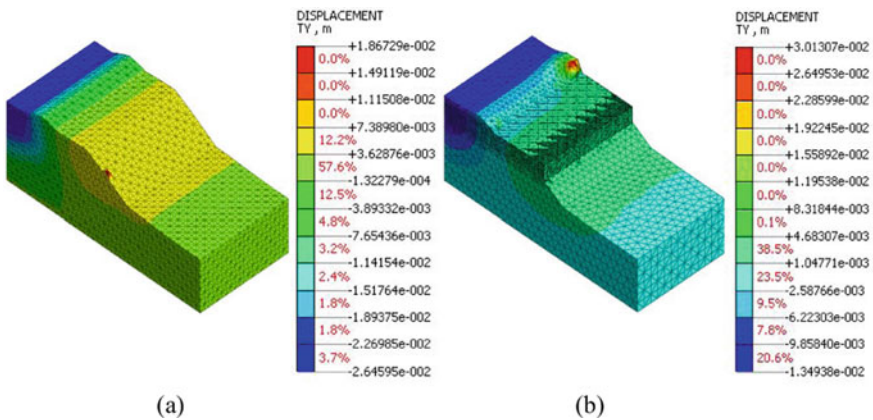 DISPLACEMENT
TY , m
+1.86729e-002
0.0%
+1.49119e-002
0.0%
+1.11508e-002
0.0%
+7.38980e-003
12.2%
+3.62876e-003
57.6%
-1.32279e-004
12.5%
-3.89332e-003
4.8%
-7.65436e-003
3.2%
-1.14154e-002
2.4%
-1.51764e-002
1.8%
-1.89375e-002
1.8%
-2.26985e-002
3.7%
-2.64595e-002
(a)
DISPLACEMENT
TY , m
+3.01307e-002
0.0%
+2.64953e-002
0.0%
+2.28599e-002
0.0%
+1.92245e-002
0.0%
+1.55892e-002
0.0%
+1.19538e-002
0.0%
+8.31844e-003
0.1%
+4.68307e-003
38.5%
+1.04771e-003
23.5%
-2.58766e-003
9.5%
-6.22303e-003
7.8%
-9.85840e-003
20.6%
-1.34938e-002
(b)